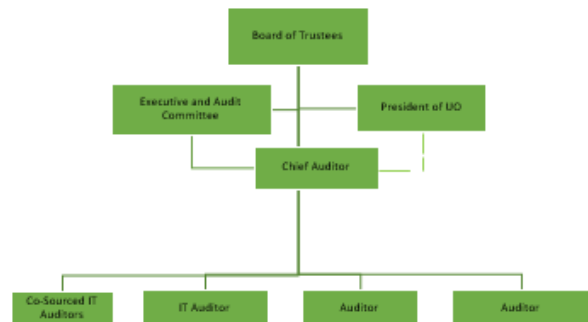 Board of Trustees
Executive and Audit
Committee
President of UO
Chief Auditor
Co-Sourced IT
Auditors
IT Auditor
Auditor
Auditor